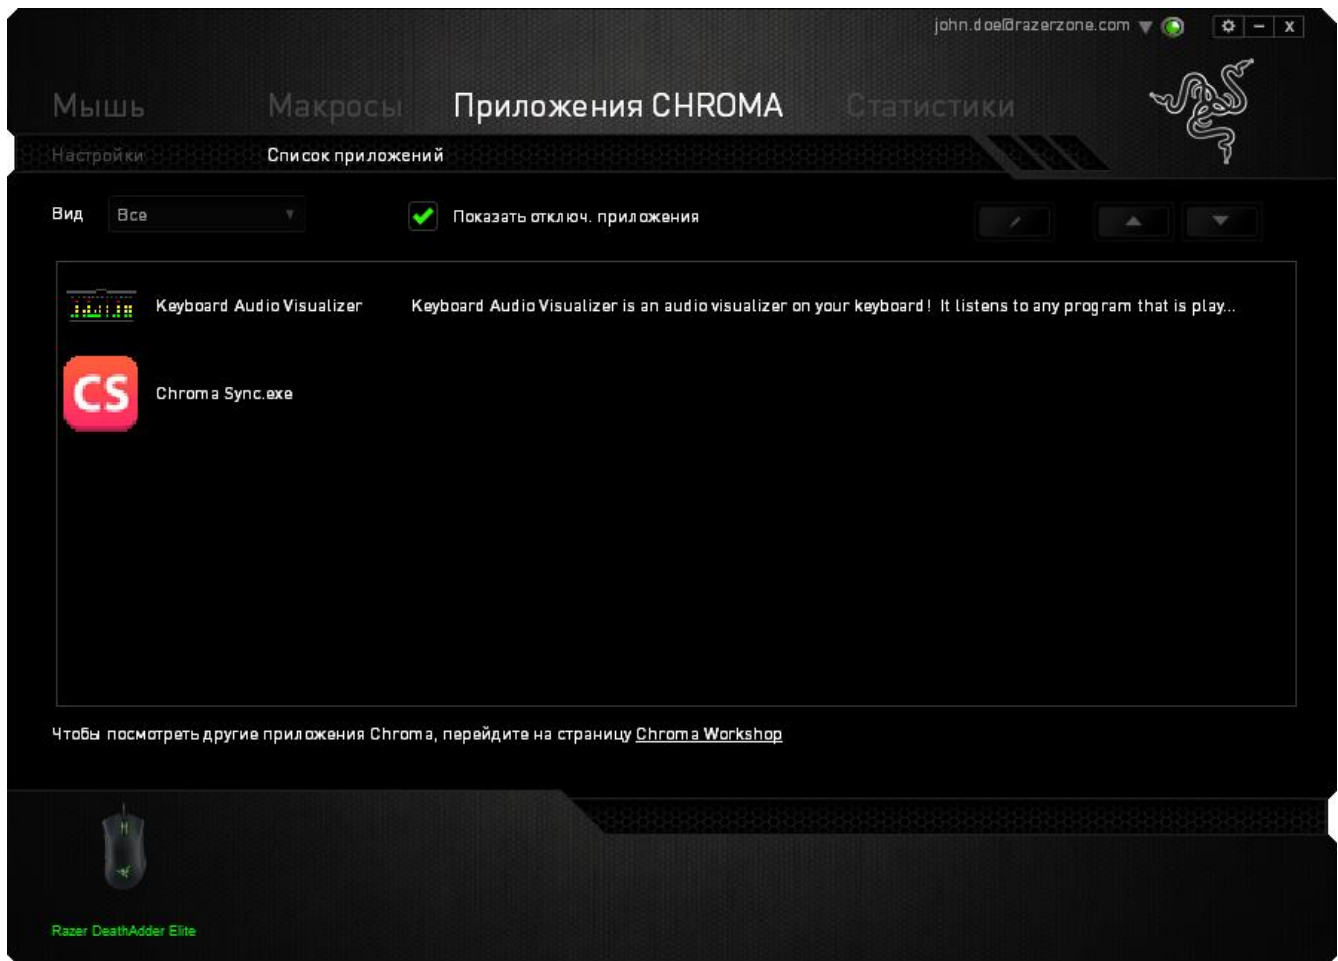 john.doe@razerzone.com
Мышь Макросы Приложения CHROMA Статистики
Настройки Список приложений
Вид Все Показать отключ. приложения
Keyboard Audio Visualizer Keyboard Audio Visualizer is an audio visualizer on your keyboard! It listens to any program that is play...
CS Chroma Sync.exe
Чтобы посмотреть другие приложения Chroma, перейдите на страницу Chroma Workshop
Razer DeathAdder Elite